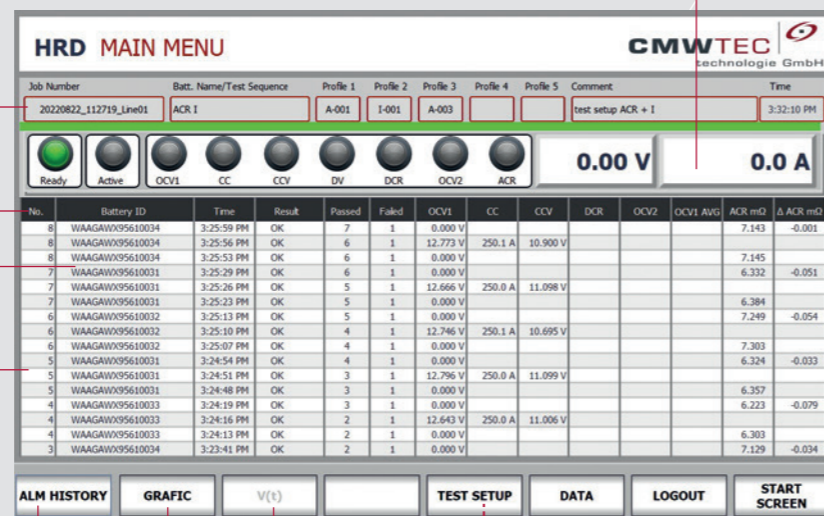 HRD MAIN MENU
CMWTEC
technologie GmbH
Job Number Batt. Name/Test Sequence Profile 1 Profile 2 Profile 3 Profile 4 Profile 5 Comment Time
20220822_112719_Line01 ACR I A-001 I-001 A-003 test setup ACR + I 3:32:10 PM
0.00 V 0.0 A
Ready Active OCV1 CC CCV DV DCR OCV2 ACR
No. Battery ID Time Result Passed Failed OCV1 CC CCV DCR OCV2 OCV1 AVG ACR mΩ Δ ACR mΩ
8 WAAGAWX95610034 3:25:59 PM OK 7 1 0.000 V 7.143 -0.001
8 WAAGAWX95610034 3:25:56 PM OK 6 1 12.773 V 250.1 A 10.900 V
8 WAAGAWX95610034 3:25:53 PM OK 6 1 0.000 V 7.145
7 WAAGAWX95610031 3:25:29 PM OK 6 1 0.000 V 6.332 -0.051
7 WAAGAWX95610031 3:25:26 PM OK 5 1 12.666 V 250.0 A 11.098 V
7 WAAGAWX95610031 3:25:23 PM OK 5 1 0.000 V 6.384
6 WAAGAWX95610032 3:25:13 PM OK 5 1 0.000 V 7.249 -0.054
6 WAAGAWX95610032 3:25:10 PM OK 4 1 12.746 V 250.1 A 10.695 V
6 WAAGAWX95610032 3:25:07 PM OK 4 1 0.000 V 7.303
5 WAAGAWX95610031 3:24:54 PM OK 4 1 0.000 V 6.324 -0.033
5 WAAGAWX95610031 3:24:51 PM OK 3 1 12.796 V 250.0 A 11.099 V
5 WAAGAWX95610031 3:24:48 PM OK 3 1 0.000 V 6.357
4 WAAGAWX95610033 3:24:19 PM OK 3 1 0.000 V 6.223 -0.079
4 WAAGAWX95610033 3:24:16 PM OK 2 1 12.643 V 250.0 A 11.006 V
4 WAAGAWX95610033 3:24:13 PM OK 2 1 0.000 V 6.303
3 WAAGAWX95610034 3:23:41 PM OK 2 1 0.000 V 7.129 -0.034
ALM HISTORY GRAFIC V(t) TEST SETUP DATA LOGOUT START
SCREEN